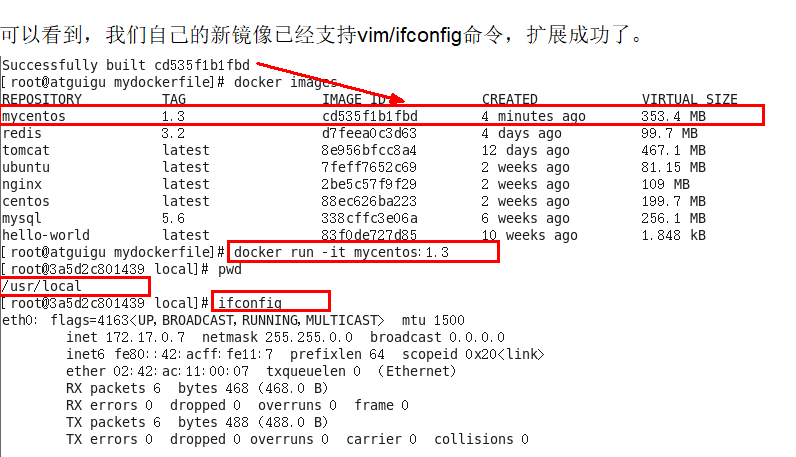 可以看到，我们自己的新镜像已经支持vim/ifconfig命令，扩展成功了。
Successfully built cd535f1b1fbd
[root@atguigu mydockerfile]# docker images
REPOSITORY TAG IMAGE ID CREATED VIRTUAL SIZE
mycentos 1.3 cd535f1b1fbd 4 minutes ago 353.4 MB
redis 3.2 d7feea0c3d63 4 days ago 99.7 MB
tomcat latest 8e956bfcc8a4 12 days ago 467.1 MB
ubuntu latest 7feff7652c69 2 weeks ago 81.15 MB
nginx latest 2be5c57f9f29 2 weeks ago 109 MB
centos latest 88ec626ba223 2 weeks ago 199.7 MB
mysql 5.6 338cffc3e06a 6 weeks ago 256.1 MB
hello-world latest 83f0de727d85 10 weeks ago 1.848 kB
[root@atguigu mydockerfile]# docker run -it mycentos:1.3
[root@3a5d2c801439 local]# pwd
/usr/local
[root@3a5d2c801439 local]# ifconfig
eth0: flags=4163<UP,BROADCAST,RUNNING,MULTICAST> mtu 1500
inet 172.17.0.7 netmask 255.255.0.0 broadcast 0.0.0.0
inet6 fe80::42:acff:fe11:7 prefixlen 64 scopeid 0x20<link>
ether 02:42:ac:11:00:07 txqueuelen 0 (Ethernet)
RX packets 6 bytes 468 (468.0 B)
RX errors 0 dropped 0 overruns 0 frame 0
TX packets 6 bytes 488 (488.0 B)
TX errors 0 dropped 0 overruns 0 carrier 0 collisions 0